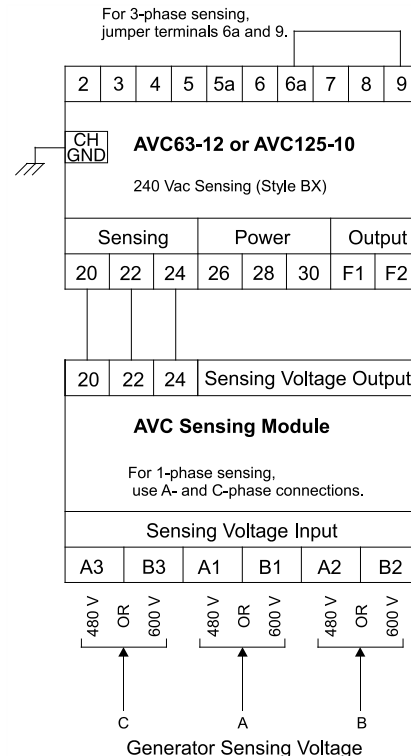 For 3-phase sensing,
jumper terminals 6a and 9.
2 3 4 5 5a 6 6a 7 8 9
CH
GND
AVC63-12 or AVC125-10
240 Vac Sensing (Style BX)
Sensing Power Output
20 22 24 26 28 30 F1 F2
20 22 24 Sensing Voltage Output
AVC Sensing Module
For 1-phase sensing,
use A- and C-phase connections.
Sensing Voltage Input
A3 B3 A1 B1 A2 B2
480 V OR 600 V 480 V OR 600 V 480 V OR 600 V
C A B
Generator Sensing Voltage